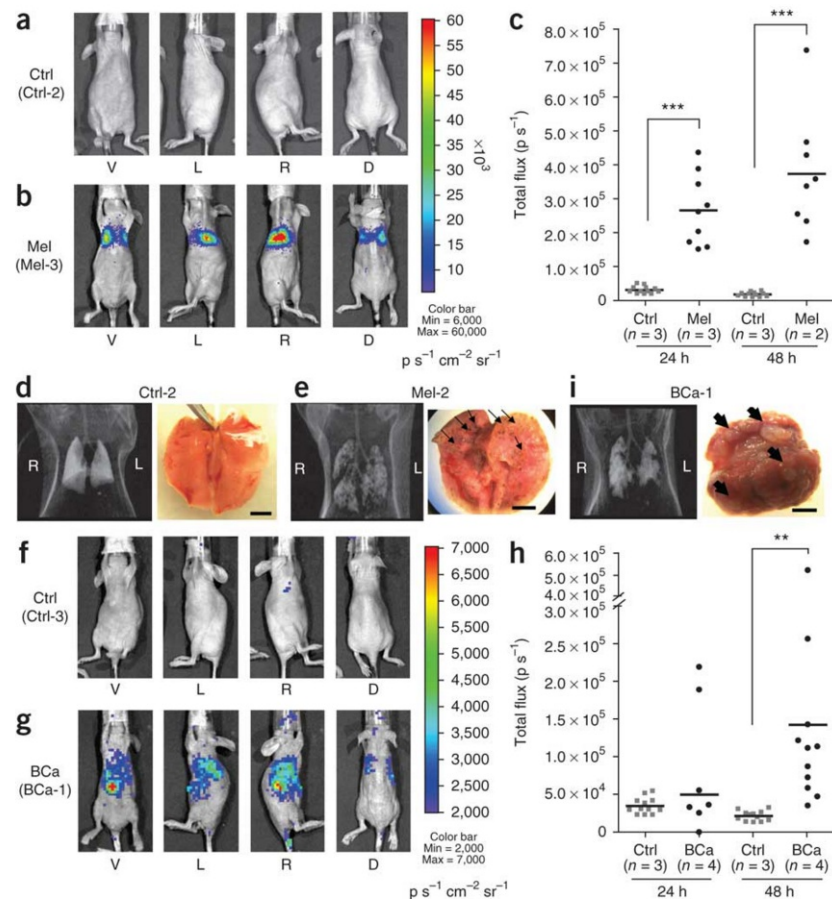 a
Ctrl
(Ctrl-2)
V
L
R
D
60
55
50
45
40
35
30
25
20
15
10
×10³
b
Mel
(Mel-3)
V
L
R
D
Color bar
Min = 6,000
Max = 60,000
p s⁻¹ cm⁻² sr⁻¹
c
Total flux (p s⁻¹)
8.0 × 10⁵
7.0 × 10⁵
6.0 × 10⁵
5.0 × 10⁵
4.0 × 10⁵
3.0 × 10⁵
2.0 × 10⁵
1.0 × 10⁵
0
***
***
Ctrl Mel Ctrl Mel
(n = 3) (n = 3) (n = 3) (n = 2)
24 h 48 h
d
Ctrl-2
R
L
e
Mel-2
R
L
i
BCa-1
R
L
f
Ctrl
(Ctrl-3)
V
L
R
D
7,000
6,500
6,000
5,500
5,000
4,500
4,000
3,500
3,000
2,500
2,000
g
BCa
(BCa-1)
V
L
R
D
Color bar
Min = 2,000
Max = 7,000
p s⁻¹ cm⁻² sr⁻¹
h
Total flux (p s⁻¹)
6.0 × 10⁵
5.0 × 10⁵
4.0 × 10⁵
3.0 × 10⁵
2.5 × 10⁵
2.0 × 10⁵
1.5 × 10⁵
1.0 × 10⁵
5.0 × 10⁴
0
**
Ctrl BCa Ctrl BCa
(n = 3) (n = 4) (n = 3) (n = 4)
24 h 48 h